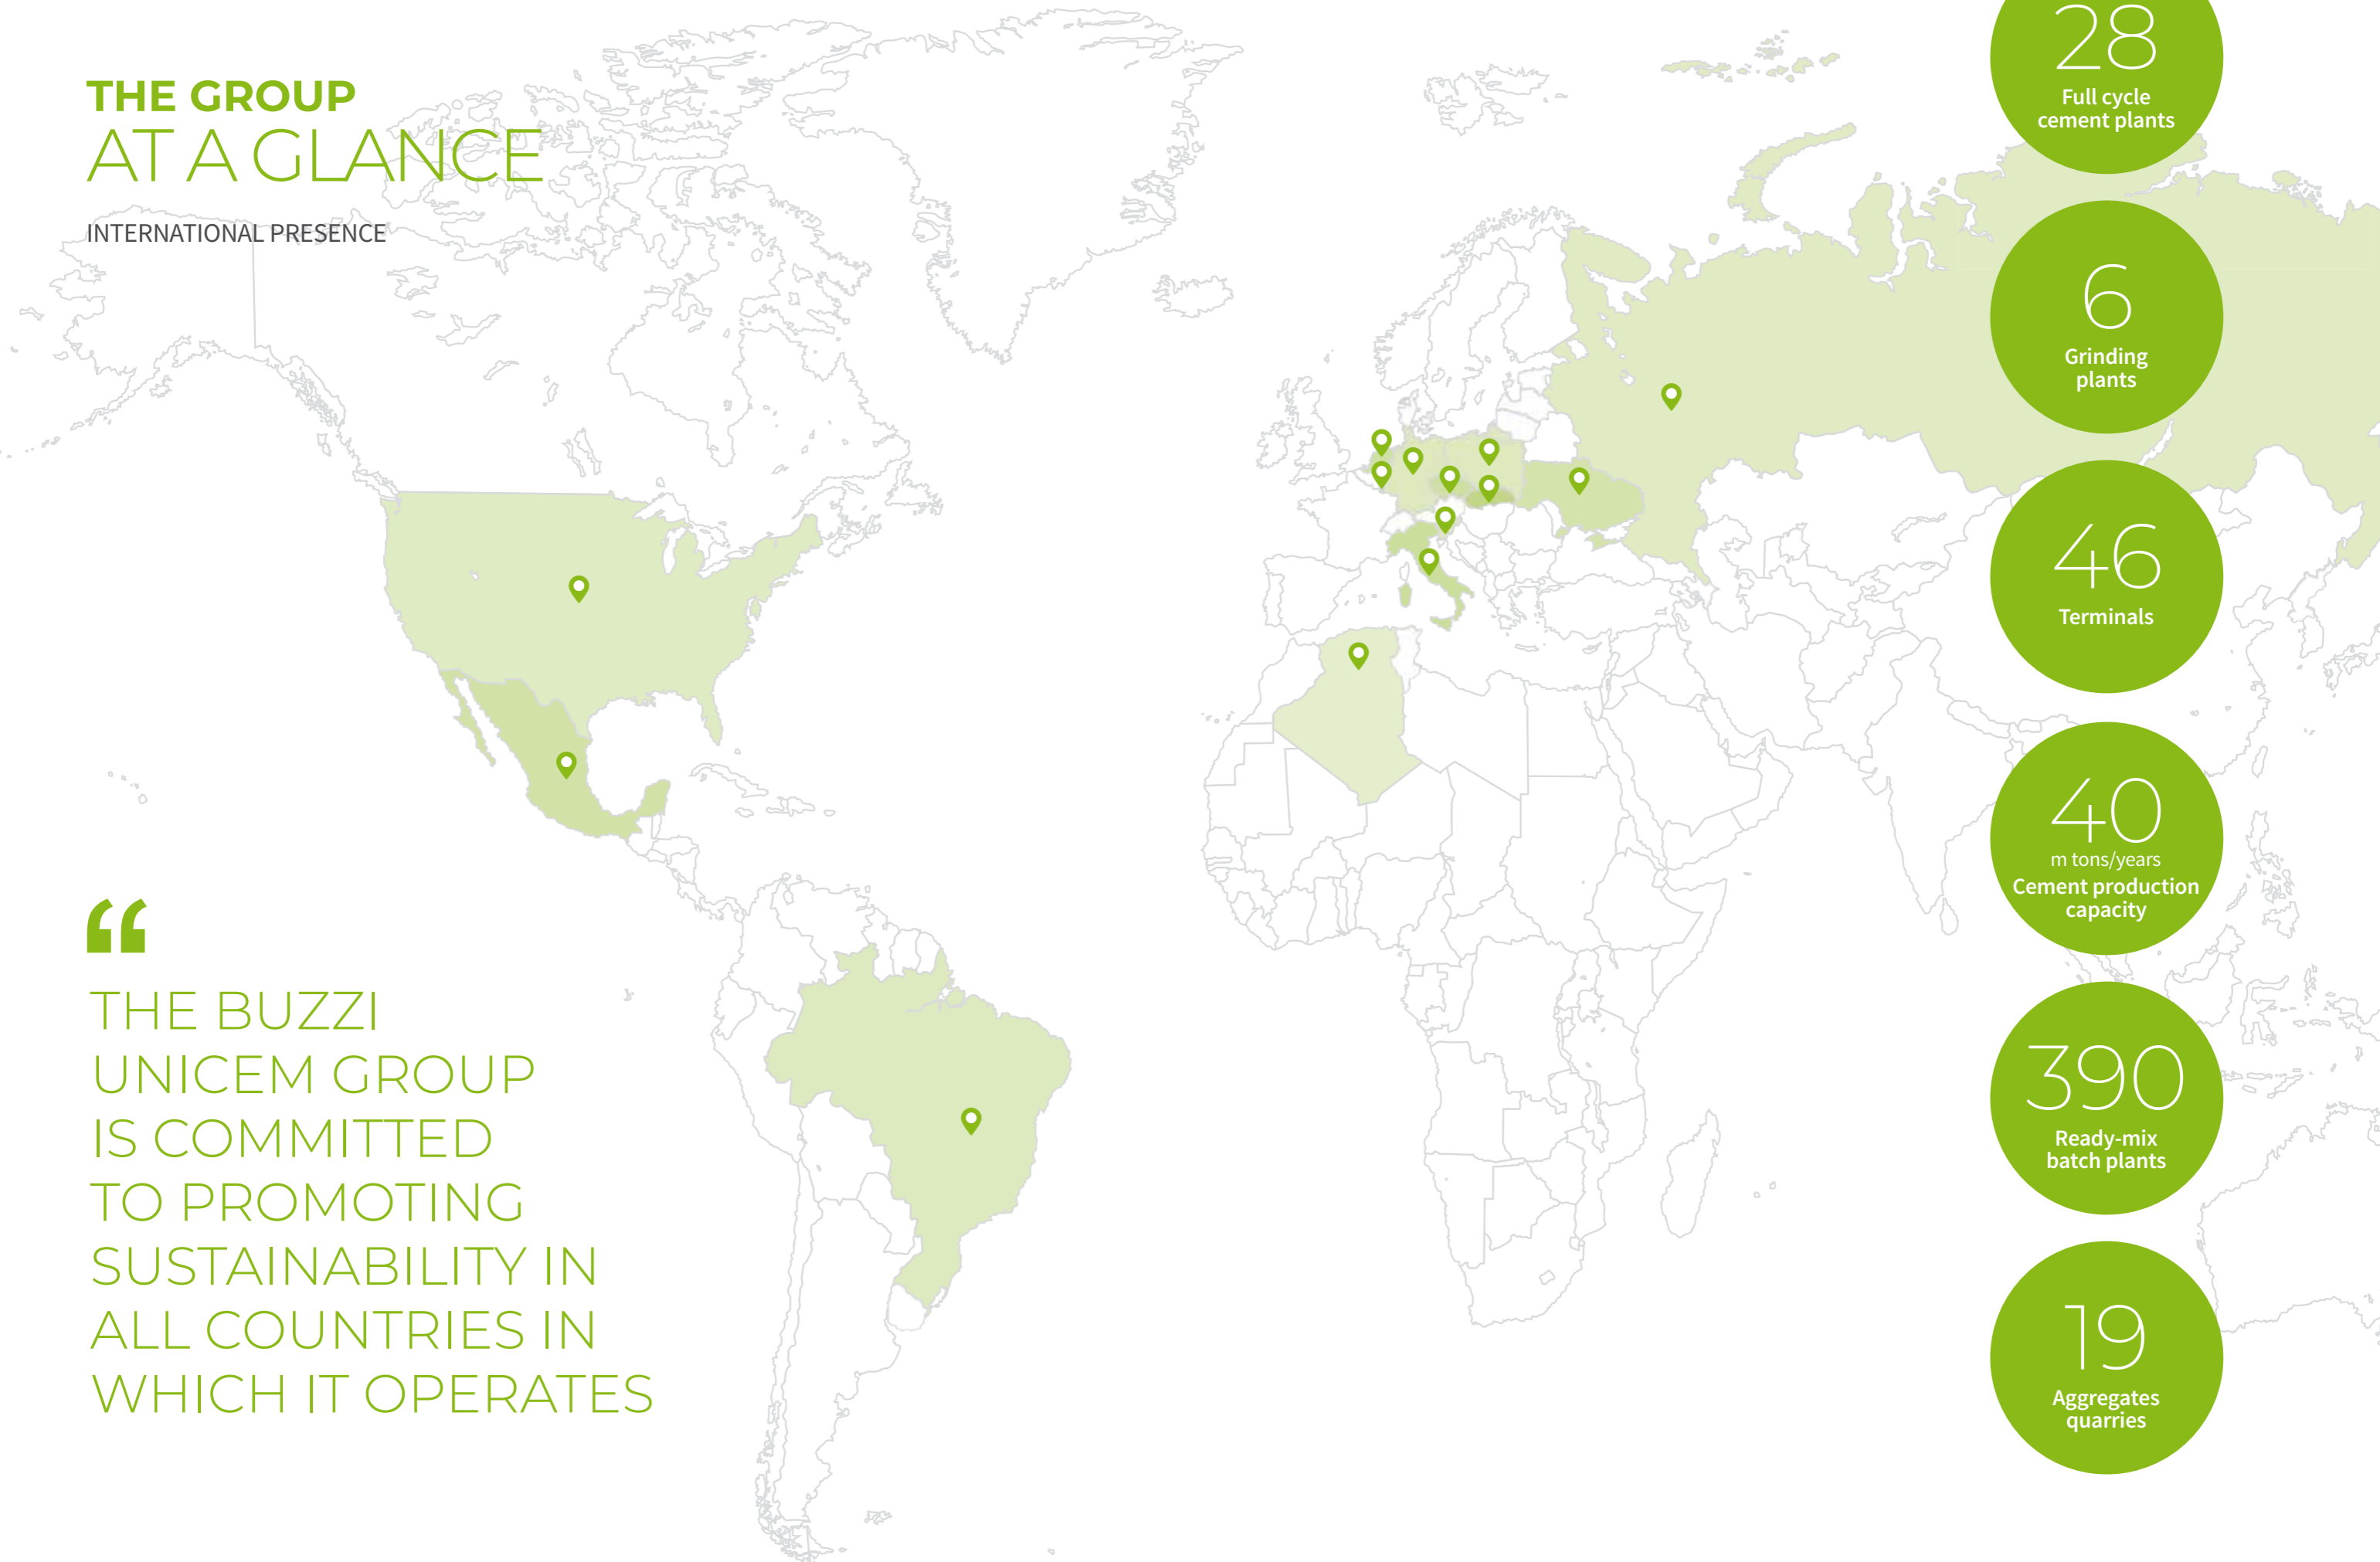 THE GROUP
AT A GLANCE
INTERNATIONAL PRESENCE
“
THE BUZZI
UNICEM GROUP
IS COMMITTED
TO PROMOTING
SUSTAINABILITY IN
ALL COUNTRIES IN
WHICH IT OPERATES
28
Full cycle
cement plants
6
Grinding
plants
46
Terminals
40
m tons/years
Cement production
capacity
390
Ready-mix
batch plants
19
Aggregates
quarries